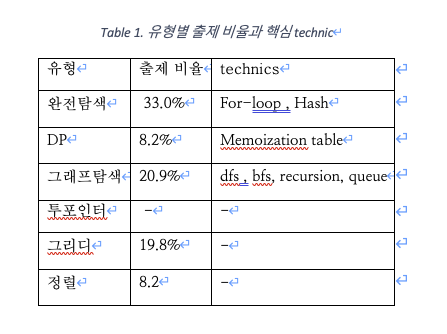 Table 1. 유형별 출제 비율과 핵심 technic
유형 출제 비율 technics
완전탐색 33.0% For-loop , Hash
DP 8.2% Memoization table
그래프탐색 20.9% dfs , bfs, recursion, queue
투포인터 - -
그리디 19.8% -
정렬 8.2 -